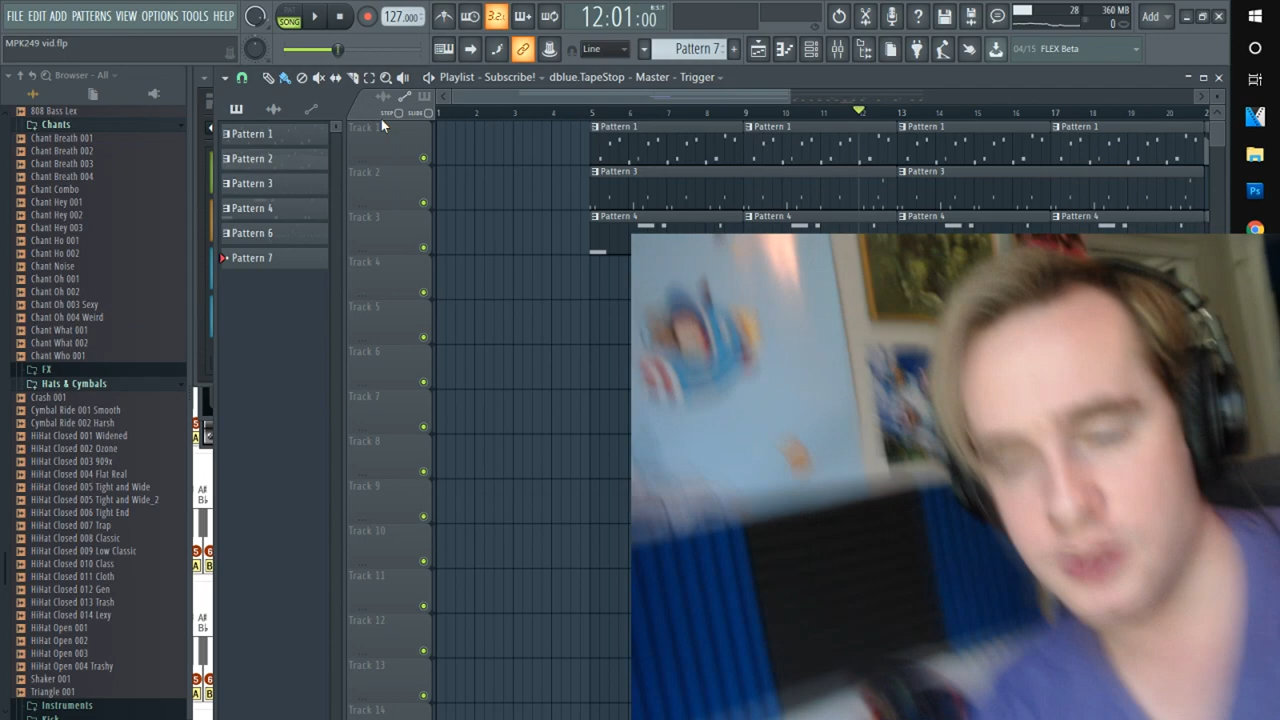 FILE EDIT ADD PATTERNS VIEW OPTIONS TOOLS HELP
PAT
SONG
127.000
3.2.
12:01:00
B:S:T
28
360 MB
0
Add
MPK249 vid.flp
Line
Pattern 7
04/15 FLEX Beta
Browser - All
Playlist - Subscribe! dblue.TapeStop - Master - Trigger
STEP
SLIDE
1 2 3 4 5 6 7 8 9 10 11 12 13 14 15 16 17 18 19 20
808 Bass Lex
Chants
Chant Breath 001
Chant Breath 002
Chant Breath 003
Chant Breath 004
Chant Combo
Chant Hey 001
Chant Hey 002
Chant Hey 003
Chant Ho 001
Chant Ho 002
Chant Noise
Chant Oh 001
Chant Oh 002
Chant Oh 003 Sexy
Chant Oh 004 Weird
Chant What 001
Chant What 002
Chant Who 001
FX
Hats & Cymbals
Crash 001
Cymbal Ride 001 Smooth
Cymbal Ride 002 Harsh
HiHat Closed 001 Widened
HiHat Closed 002 Ozone
HiHat Closed 003 909x
HiHat Closed 004 Flat Real
HiHat Closed 005 Tight and Wide
HiHat Closed 005 Tight and Wide_2
HiHat Closed 006 Tight End
HiHat Closed 007 Trap
HiHat Closed 008 Classic
HiHat Closed 009 Low Classic
HiHat Closed 010 Class
HiHat Closed 011 Cloth
HiHat Closed 012 Gen
HiHat Closed 013 Trash
HiHat Closed 014 Lexy
HiHat Open 001
HiHat Open 002
HiHat Open 003
HiHat Open 004 Trashy
Shaker 001
Triangle 001
Instruments
Kick
A#
Bb
A#
Bb
Pattern 1
Pattern 2
Pattern 3
Pattern 4
Pattern 6
Pattern 7
Track 1
Track 2
Track 3
Track 4
Track 5
Track 6
Track 7
Track 8
Track 9
Track 10
Track 11
Track 12
Track 13
Track 14
Pattern 1 Pattern 1 Pattern 1 Pattern 1
Pattern 3 Pattern 3
Pattern 4 Pattern 4 Pattern 4 Pattern 4
Ps